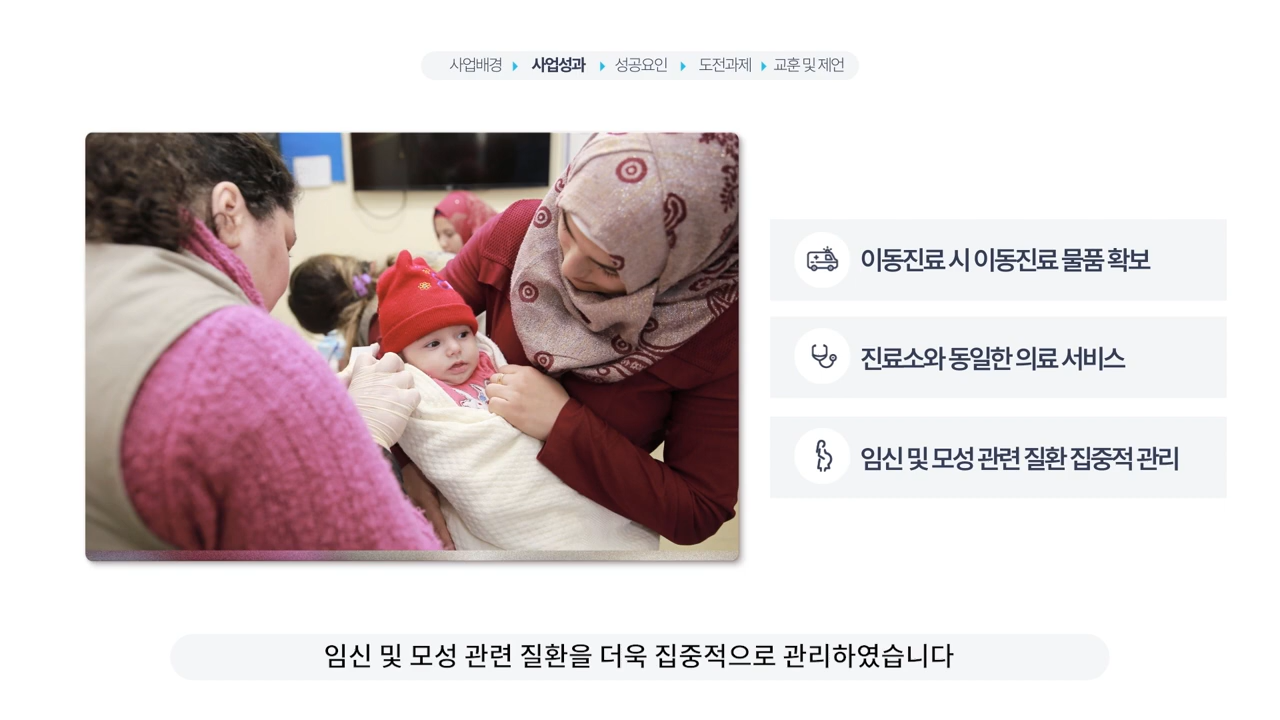 사업배경 사업성과 성공요인 도전과제 교훈 및 제언
이동진료 시 이동진료 물품 확보
진료소와 동일한 의료 서비스
임신 및 모성 관련 질환 집중적 관리
임신 및 모성 관련 질환을 더욱 집중적으로 관리하였습니다